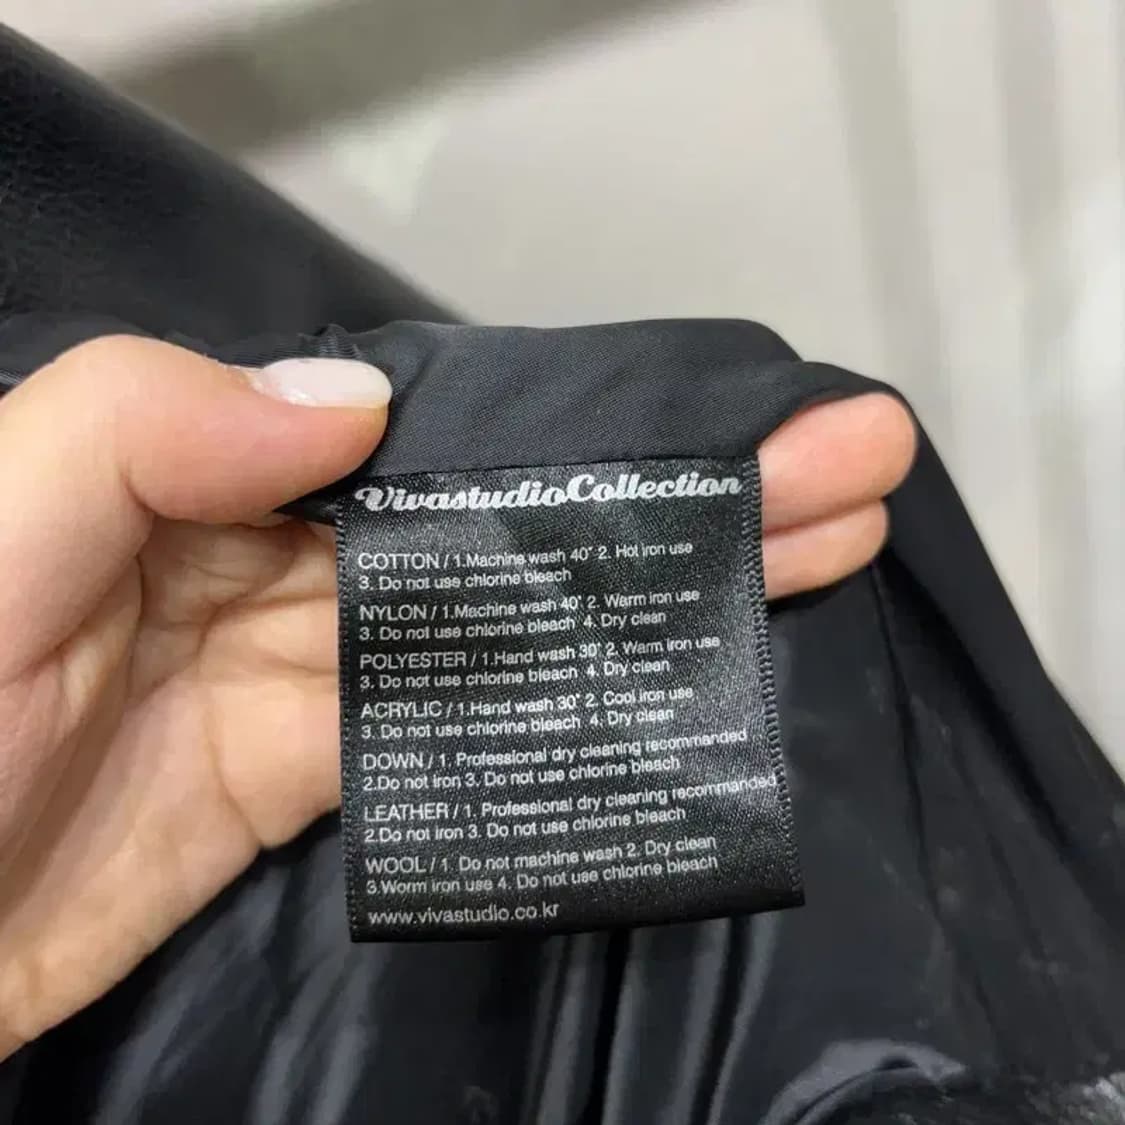 VivastudioCollection
COTTON / 1.Machine wash 40° 2. Hot iron use
3. Do not use chlorine bleach
NYLON / 1.Machine wash 40° 2. Warm iron use
3. Do not use chlorine bleach 4. Dry clean
POLYESTER / 1.Hand wash 30° 2. Warm iron use
3. Do not use chlorine bleach 4. Dry clean
ACRYLIC / 1.Hand wash 30° 2. Cool iron use
3. Do not use chlorine bleach 4. Dry clean
DOWN / 1. Professional dry cleaning recommanded
2.Do not iron 3. Do not use chlorine bleach
LEATHER / 1. Professional dry cleaning recommanded
2.Do not iron 3. Do not use chlorine bleach
WOOL / 1. Do not machine wash 2. Dry clean
3.Worm iron use 4. Do not use chlorine bleach
www.vivastudio.co.kr